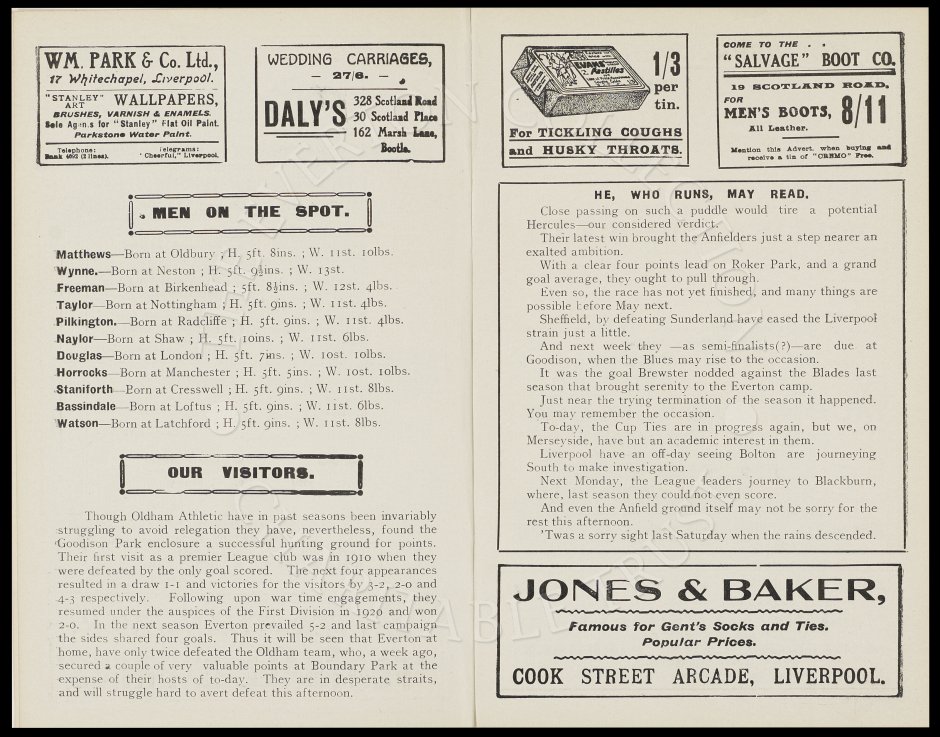 WM. PARK & Co. Ltd.,
17 Whitechapel, Liverpool.
"STANLEY" ART WALLPAPERS,
BRUSHES, VARNISH & ENAMELS.
Sole Agents for "Stanley" Flat Oil Paint.
Parkstone Water Paint.
Telephone: Telegrams:
Bank 4092 (2 lines). "Cheerful," Liverpool.
WEDDING CARRIAGES,
— 27/6. —
DALY'S
328 Scotland Road
30 Scotland Place
162 Marsh Lane,
Bootle.
MEN ON THE SPOT.
Matthews—Born at Oldbury ; H. 5ft. 8ins. ; W. 11st. 10lbs.
Wynne.—Born at Neston ; H. 5ft. 9½ins. ; W. 13st.
Freeman—Born at Birkenhead ; 5ft. 8½ins. ; W. 12st. 4lbs.
Taylor—Born at Nottingham ; H. 5ft. 9ins. ; W. 11st. 4lbs.
Pilkington.—Born at Radcliffe ; H. 5ft. 9ins. ; W. 11st. 4lbs.
Naylor—Born at Shaw ; H. 5ft. 10ins. ; W. 11st. 6lbs.
Douglas—Born at London ; H. 5ft. 7ins. ; W. 10st. 10lbs.
Horrocks—Born at Manchester ; H. 5ft. 5ins. ; W. 10st. 10lbs.
Staniforth—Born at Cresswell ; H. 5ft. 9ins. ; W. 11st. 8lbs.
Bassindale—Born at Loftus ; H. 5ft. 9ins. ; W. 11st. 6lbs.
Watson—Born at Latchford ; H. 5ft. 9ins. ; W. 11st. 8lbs.
OUR VISITORS.
Though Oldham Athletic have in past seasons been invariably
struggling to avoid relegation they have, nevertheless, found the
Goodison Park enclosure a successful hunting ground for points.
Their first visit as a premier League club was in 1910 when they
were defeated by the only goal scored. The next four appearances
resulted in a draw 1-1 and victories for the visitors by 3-2, 2-0 and
4-3 respectively. Following upon war time engagements, they
resumed under the auspices of the First Division in 1920 and won
2-0. In the next season Everton prevailed 5-2 and last campaign
the sides shared four goals. Thus it will be seen that Everton at
home, have only twice defeated the Oldham team, who, a week ago,
secured a couple of very valuable points at Boundary Park at the
expense of their hosts of to-day. They are in desperate straits,
and will struggle hard to avert defeat this afternoon.
EVANS'
Pastilles
1/3
per
tin.
For TICKLING COUGHS
and HUSKY THROATS.
COME TO THE . .
"SALVAGE" BOOT CO.
19 SCOTLAND ROAD,
FOR
MEN'S BOOTS, 8/11
All Leather.
Mention this Advert. when buying and
receive a tin of "CREMO" Free.
HE, WHO RUNS, MAY READ.
Close passing on such a puddle would tire a potential
Hercules—our considered verdict.
Their latest win brought the Anfielders just a step nearer an
exalted ambition.
With a clear four points lead on Roker Park, and a grand
goal average, they ought to pull through.
Even so, the race has not yet finished, and many things are
possible before May next.
Sheffield, by defeating Sunderland have eased the Liverpool
strain just a little.
And next week they —as semi-finalists(?)—are due at
Goodison, when the Blues may rise to the occasion.
It was the goal Brewster nodded against the Blades last
season that brought serenity to the Everton camp.
Just near the trying termination of the season it happened.
You may remember the occasion.
To-day, the Cup Ties are in progress again, but we, on
Merseyside, have but an academic interest in them.
Liverpool have an off-day seeing Bolton are journeying
South to make investigation.
Next Monday, the League leaders journey to Blackburn,
where, last season they could not even score.
And even the Anfield ground itself may not be sorry for the
rest this afternoon.
'Twas a sorry sight last Saturday when the rains descended.
JONES & BAKER,
Famous for Gent's Socks and Ties.
Popular Prices.
COOK STREET ARCADE, LIVERPOOL.